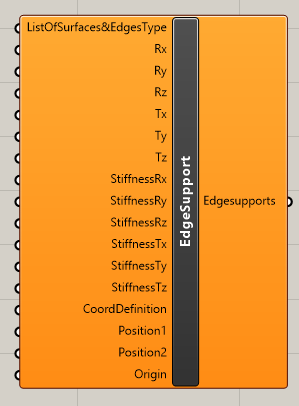 ListOfSurfaces&EdgesType
Rx
Ry
Rz
Tx
Ty
Tz
StiffnessRx
StiffnessRy
StiffnessRz
StiffnessTx
StiffnessTy
StiffnessTz
CoordDefinition
Position1
Position2
Origin
EdgeSupport
Edgesupports